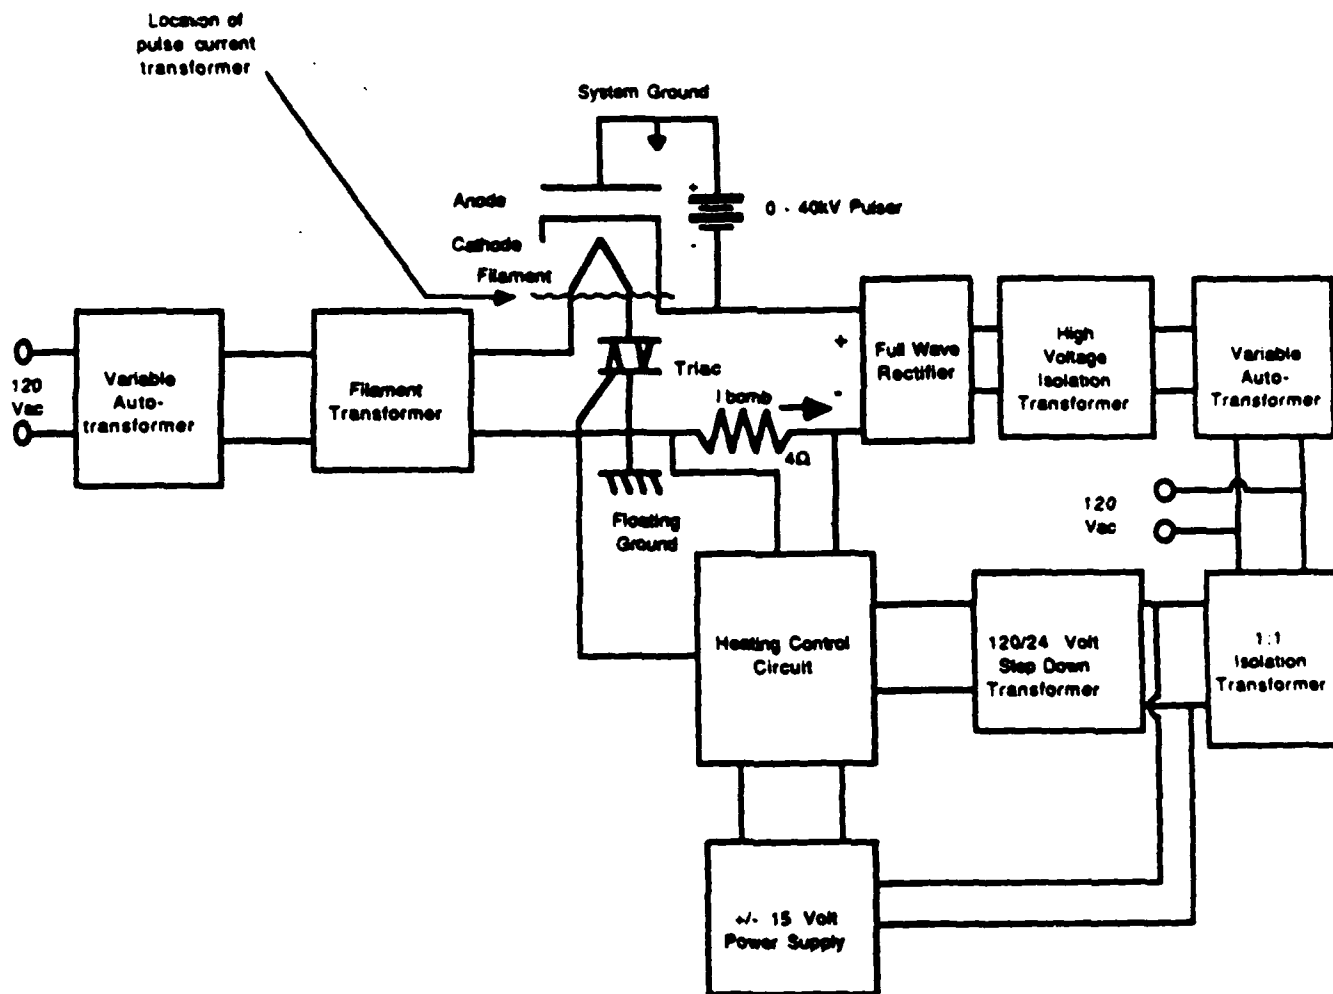 Location of
pulse current
transformer
System Ground
Anode
+
0 - 40kV Pulser
Cathode
-
Filament
120
Vac
Variable
Auto-
transformer
Filament
Transformer
Triac
I bomb
+
-
4Ω
Full Wave
Rectifier
High
Voltage
Isolation
Transformer
Variable
Auto-
Transformer
Floating
Ground
120
Vac
Heating Control
Circuit
120/24 Volt
Step Down
Transformer
1:1
Isolation
Transformer
+/- 15 Volt
Power Supply